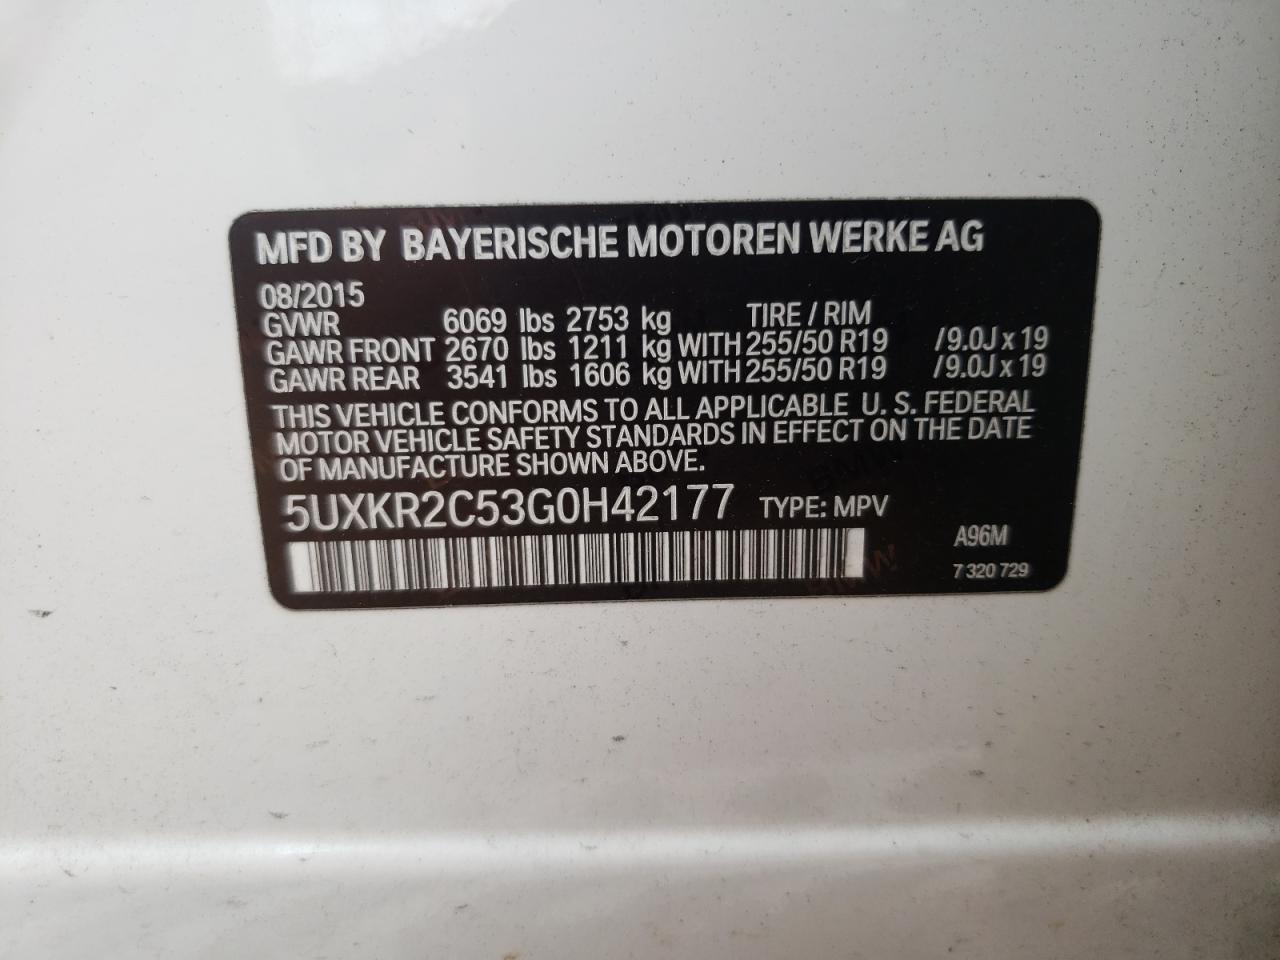 MFD BY BAYERISCHE MOTOREN WERKE AG
08/2015
GVWR 6069 lbs 2753 kg TIRE / RIM
GAWR FRONT 2670 lbs 1211 kg WITH 255/50 R19 /9.0J x 19
GAWR REAR 3541 lbs 1606 kg WITH 255/50 R19 /9.0J x 19
THIS VEHICLE CONFORMS TO ALL APPLICABLE U. S. FEDERAL
MOTOR VEHICLE SAFETY STANDARDS IN EFFECT ON THE DATE
OF MANUFACTURE SHOWN ABOVE.
5UXKR2C53G0H42177 TYPE: MPV
A96M
7 320 729